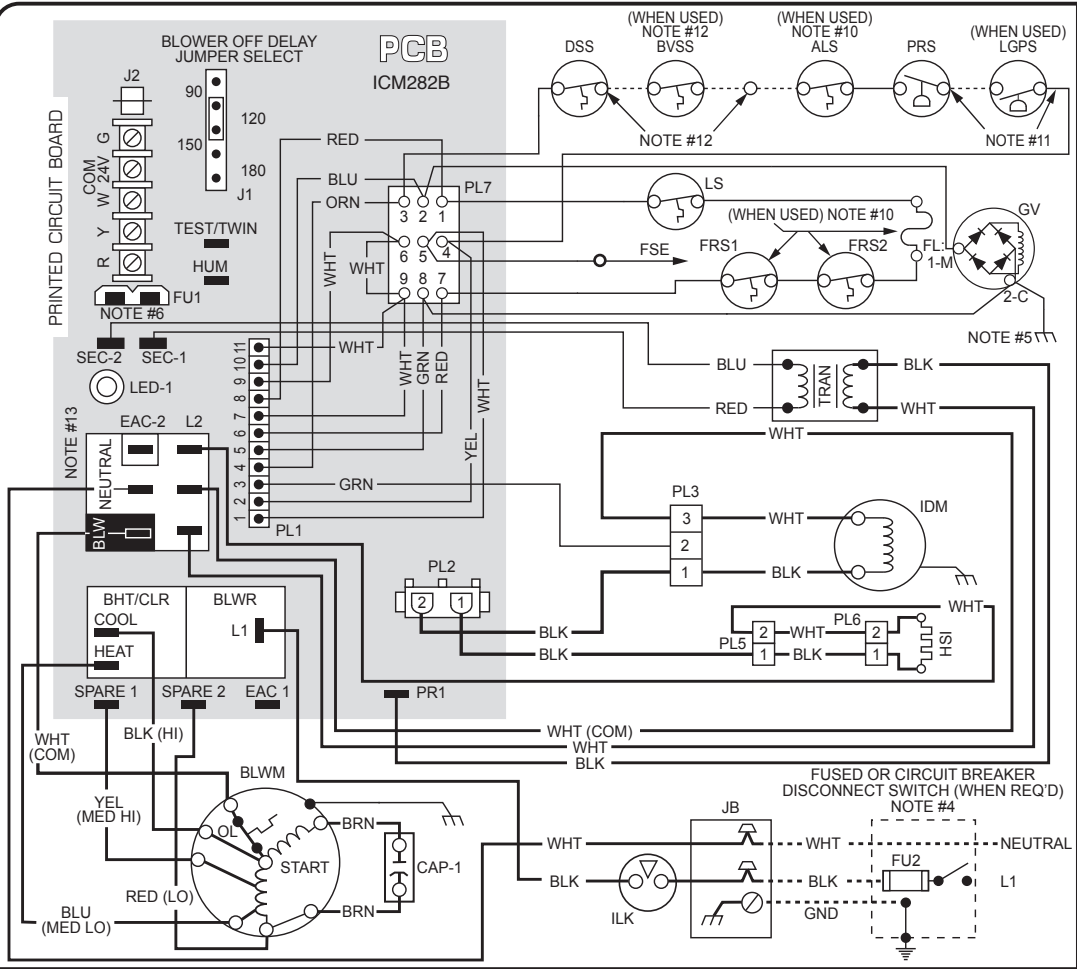 (WHEN USED)
NOTE #12
BVSS
(WHEN USED)
NOTE #10
ALS
(WHEN USED)
LGPS
DSS
PRS
BLOWER OFF DELAY
JUMPER SELECT
PCB
ICM282B
J2
90
120
150
180
J1
PRINTED CIRCUIT BOARD
G
COM
24V
W
Y
R
TEST/TWIN
HUM
FU1
NOTE #6
NOTE #12
NOTE #11
RED
BLU
ORN
PL7
3 2 1
6 5 4
9 8 7
WHT
WHT
LS
(WHEN USED) NOTE #10
GV
FSE
FRS1
FRS2
FL:
1-M
2-C
NOTE #5
SEC-2
SEC-1
LED-1
WHT
WHT
GRN
RED
WHT
YEL
GRN
11
10
9
8
7
6
5
4
3
2
1
PL1
BLU
RED
TRAN
BLK
WHT
WHT
NOTE #13
EAC-2
L2
NEUTRAL
BLW
PL3
3
2
1
WHT
BLK
IDM
PL2
2 1
BLK
BLK
WHT
PL5
2
1
WHT
BLK
PL6
2
1
HSI
BHT/CLR
BLWR
COOL
HEAT
L1
SPARE 1
SPARE 2
EAC 1
PR1
WHT
(COM)
BLK (HI)
WHT (COM)
WHT
BLK
BLWM
YEL
(MED HI)
OL
START
BRN
CAP-1
BRN
RED (LO)
BLU
(MED LO)
FUSED OR CIRCUIT BREAKER
DISCONNECT SWITCH (WHEN REQ'D)
NOTE #4
JB
WHT
WHT
NEUTRAL
BLK
ILK
BLK
FU2
L1
GND